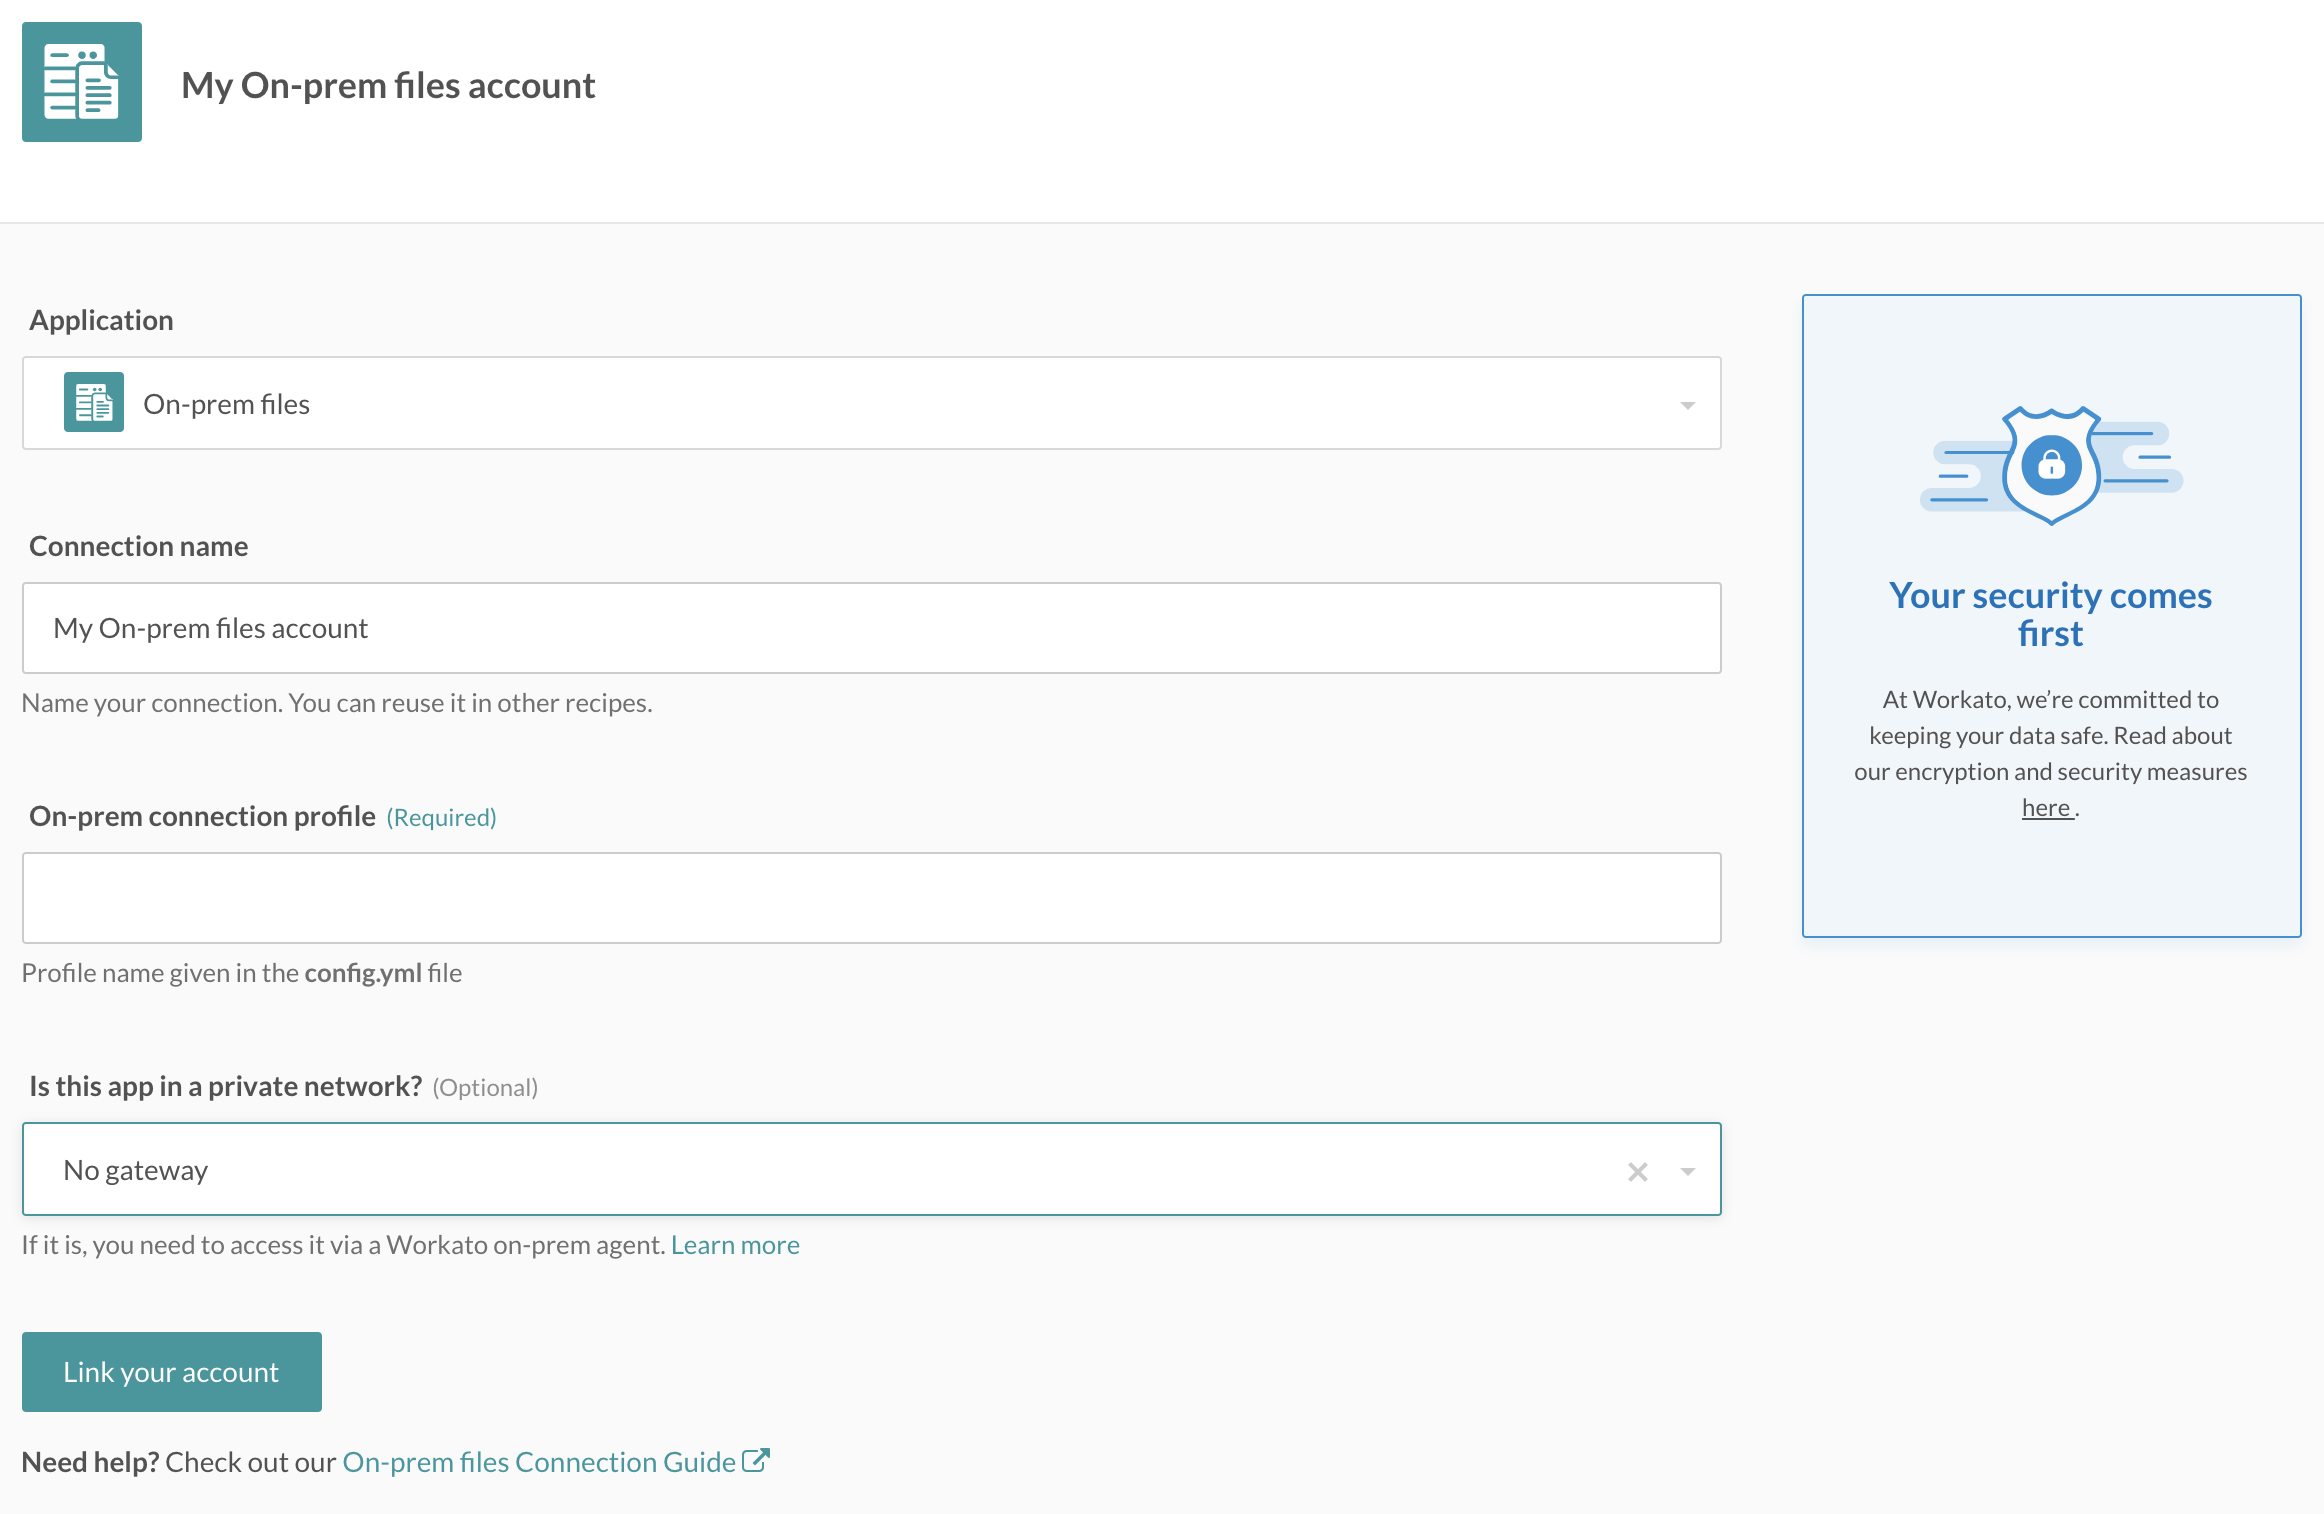 My On-prem files account
Application
On-prem files
Connection name
My On-prem files account
Name your connection. You can reuse it in other recipes.
On-prem connection profile (Required)
Profile name given in the config.yml file
Is this app in a private network? (Optional)
No gateway
If it is, you need to access it via a Workato on-prem agent. Learn more
Link your account
Need help? Check out our On-prem files Connection Guide
Your security comes
first
At Workato, we’re committed to
keeping your data safe. Read about
our encryption and security measures
here .